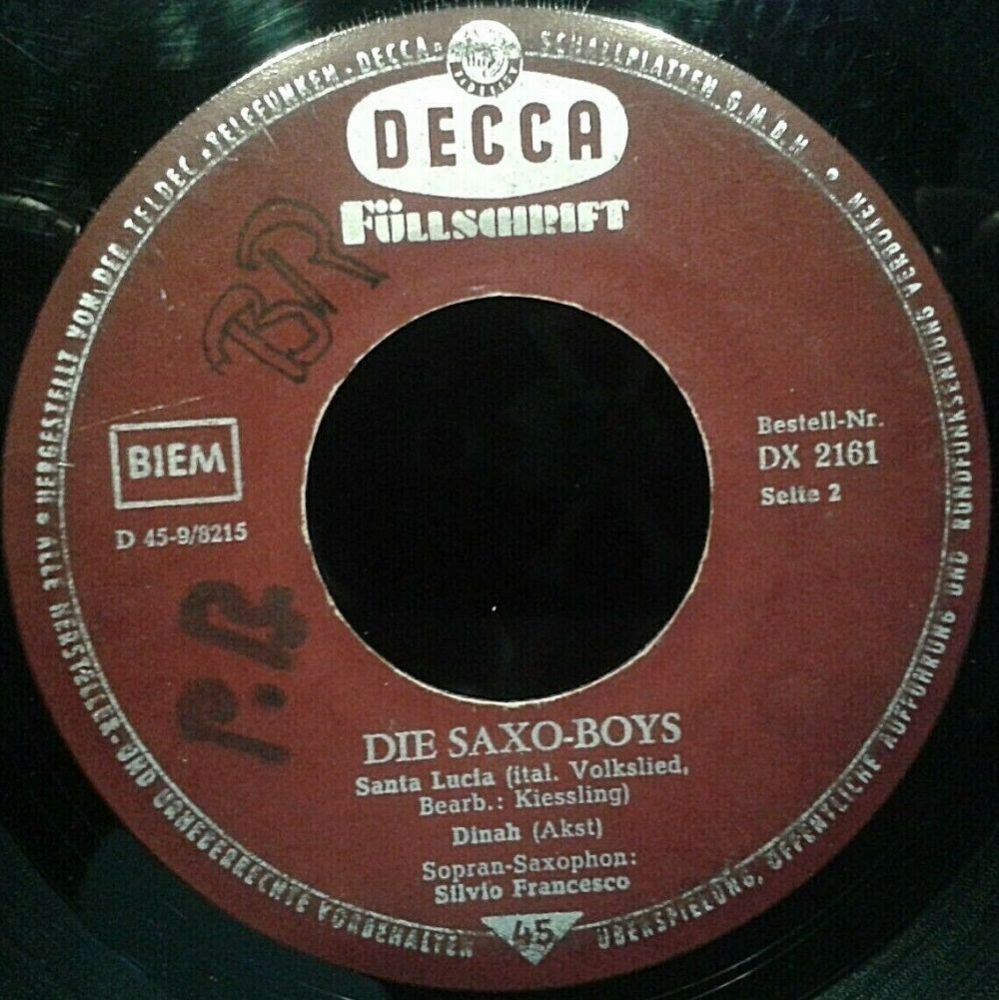 DECCA
FÜLLSCHRIFT
BIEM
D 45-9/8215
Bestell-Nr.
DX 2161
Seite 2
DIE SAXO-BOYS
Santa Lucia (ital. Volkslied,
Bearb.: Kiessling)
Dinah (Akst)
Sopran-Saxophon:
Silvio Francesco
45
HERGESTELLT VON DER TELDEC • TELEFUNKEN - DECCA • SCHALLPLATTEN G.M.B.H. • ALLE HERSTELLER- UND URHEBERRECHTE VORBEHALTEN
ÜBERSPIELUNG, ÖFFENTLICHE AUFFÜHRUNG UND RUNDFUNKSENDUNG VERBOTEN